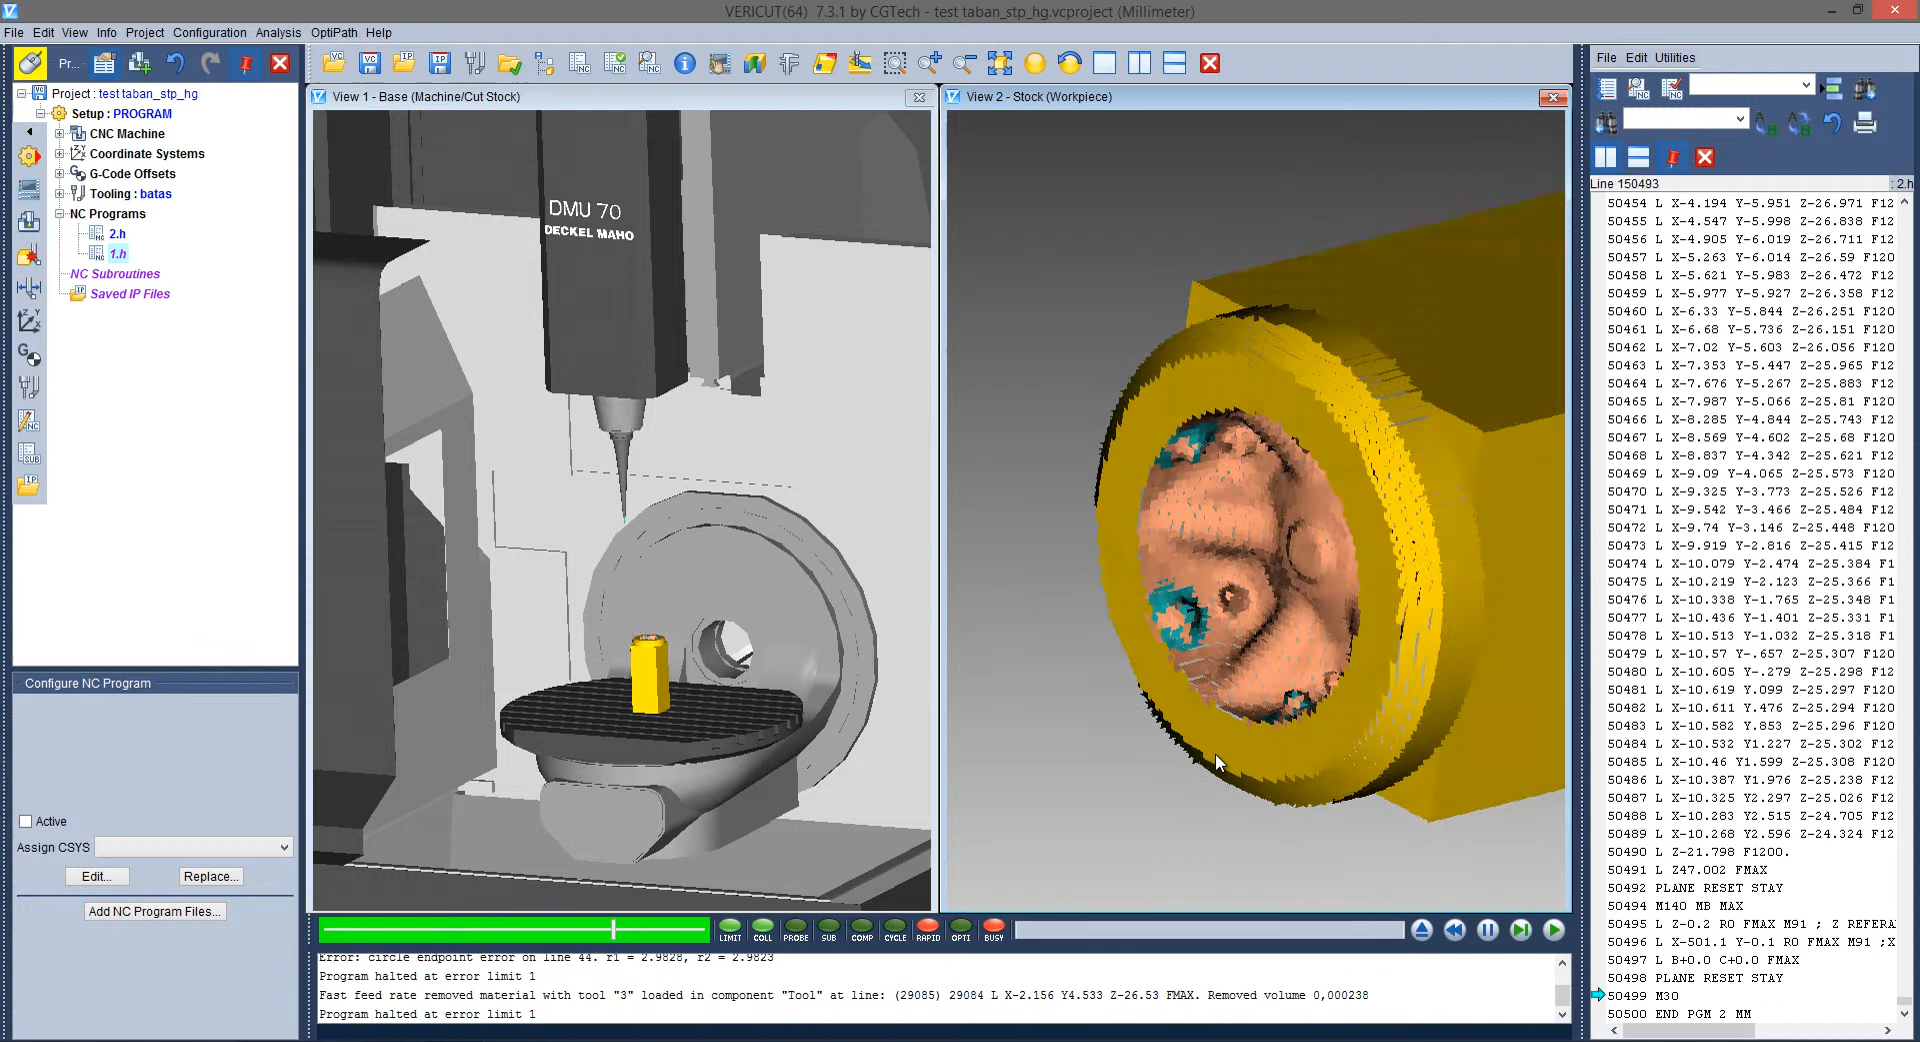 VERICUT(64) 7.3.1 by CGTech - test taban_stp_hg.vcproject (Millimeter)
File Edit View Info Project Configuration Analysis OptiPath Help
Pr...
Project : test taban_stp_hg
Setup : PROGRAM
CNC Machine
Coordinate Systems
G-Code Offsets
Tooling : batas
NC Programs
2.h
1.h
NC Subroutines
Saved IP Files
Configure NC Program
Active
Assign CSYS
Edit...
Replace...
Add NC Program Files...
View 1 - Base (Machine/Cut Stock)
DMU 70
DECKEL MAHO
View 2 - Stock (Workpiece)
LIMIT COLL PROBE SUB COMP CYCLE RAPID OPTI BUSY
Error: circle endpoint error on line 44. r1 = 2.9828, r2 = 2.9823
Program halted at error limit 1
Fast feed rate removed material with tool "3" loaded in component "Tool" at line: (29085) 29084 L X-2.156 Y4.533 Z-26.53 FMAX. Removed volume 0,000238
Program halted at error limit 1
File Edit Utilities
Line 150493 : 2.h
50454 L X-4.194 Y-5.951 Z-26.971 F12
50455 L X-4.547 Y-5.998 Z-26.838 F12
50456 L X-4.905 Y-6.019 Z-26.711 F12
50457 L X-5.263 Y-6.014 Z-26.59 F120
50458 L X-5.621 Y-5.983 Z-26.472 F12
50459 L X-5.977 Y-5.927 Z-26.358 F12
50460 L X-6.33 Y-5.844 Z-26.251 F120
50461 L X-6.68 Y-5.736 Z-26.151 F120
50462 L X-7.02 Y-5.603 Z-26.056 F120
50463 L X-7.353 Y-5.447 Z-25.965 F12
50464 L X-7.676 Y-5.267 Z-25.883 F12
50465 L X-7.987 Y-5.066 Z-25.81 F120
50466 L X-8.285 Y-4.844 Z-25.743 F12
50467 L X-8.569 Y-4.602 Z-25.68 F120
50468 L X-8.837 Y-4.342 Z-25.621 F12
50469 L X-9.09 Y-4.065 Z-25.573 F120
50470 L X-9.325 Y-3.773 Z-25.526 F12
50471 L X-9.542 Y-3.466 Z-25.484 F12
50472 L X-9.74 Y-3.146 Z-25.448 F120
50473 L X-9.919 Y-2.816 Z-25.415 F12
50474 L X-10.079 Y-2.474 Z-25.384 F1
50475 L X-10.219 Y-2.123 Z-25.366 F1
50476 L X-10.338 Y-1.765 Z-25.348 F1
50477 L X-10.436 Y-1.401 Z-25.331 F1
50478 L X-10.513 Y-1.032 Z-25.318 F1
50479 L X-10.57 Y-.657 Z-25.307 F120
50480 L X-10.605 Y-.279 Z-25.298 F12
50481 L X-10.619 Y.099 Z-25.297 F120
50482 L X-10.611 Y.476 Z-25.294 F120
50483 L X-10.582 Y.853 Z-25.296 F120
50484 L X-10.532 Y1.227 Z-25.302 F12
50485 L X-10.46 Y1.599 Z-25.308 F120
50486 L X-10.387 Y1.976 Z-25.238 F12
50487 L X-10.325 Y2.297 Z-25.026 F12
50488 L X-10.283 Y2.515 Z-24.705 F12
50489 L X-10.268 Y2.596 Z-24.324 F12
50490 L Z-21.798 F1200.
50491 L Z47.002 FMAX
50492 PLANE RESET STAY
50494 M140 MB MAX
50495 L Z-0.2 RO FMAX M91 ; Z REFERA
50496 L X-501.1 Y-0.1 RO FMAX M91 ;X
50497 L B+0.0 C+0.0 FMAX
50498 PLANE RESET STAY
50499 M30
50500 END PGM 2 MM